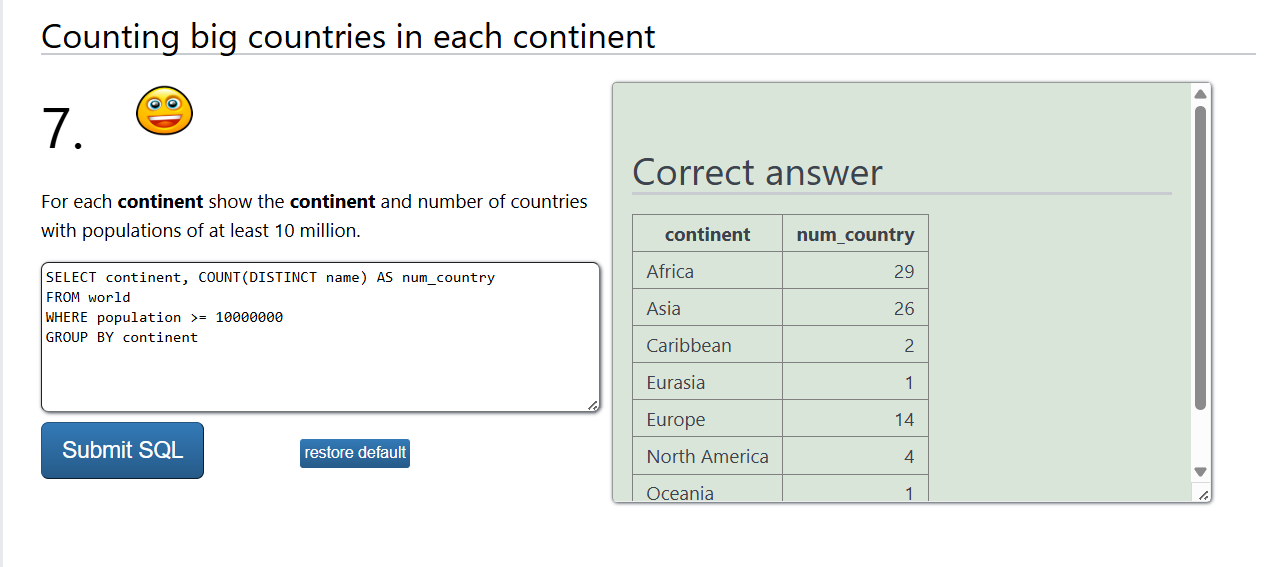 Counting big countries in each continent
7.
For each continent show the continent and number of countries
with populations of at least 10 million.
SELECT continent, COUNT(DISTINCT name) AS num_country
FROM world
WHERE population >= 10000000
GROUP BY continent
Submit SQL
restore default
Correct answer
continent num_country
Africa 29
Asia 26
Caribbean 2
Eurasia 1
Europe 14
North America 4
Oceania 1